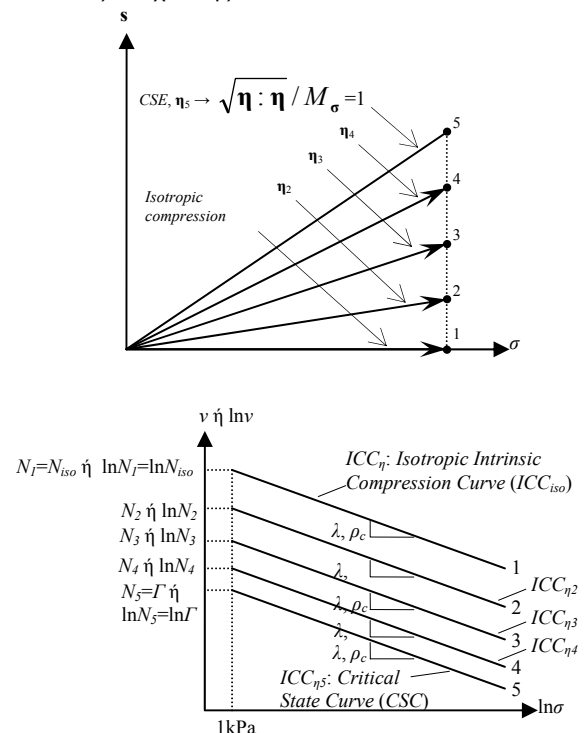 s
CSE, η₅ → √η : η / Mσ =1
5
η₄
η₃
4
η₂
Isotropic
compression
3
2
1
σ
v ή lnv
N₁=Nᵢₛₒ ή lnN₁=lnNᵢₛₒ
ICCη: Isotropic Intrinsic
Compression Curve (ICCᵢₛₒ)
N₂ ή lnN₂
λ, ρc
N₃ ή lnN₃
N₄ ή lnN₄
λ,
1
N₅=Γ ή
lnN₅=lnΓ
λ, ρc
ICCη2
2
λ,
ICCη3
3
λ, ρc
ICCη4
4
ICCη5: Critical
State Curve (CSC)
5
lnσ
1kPa